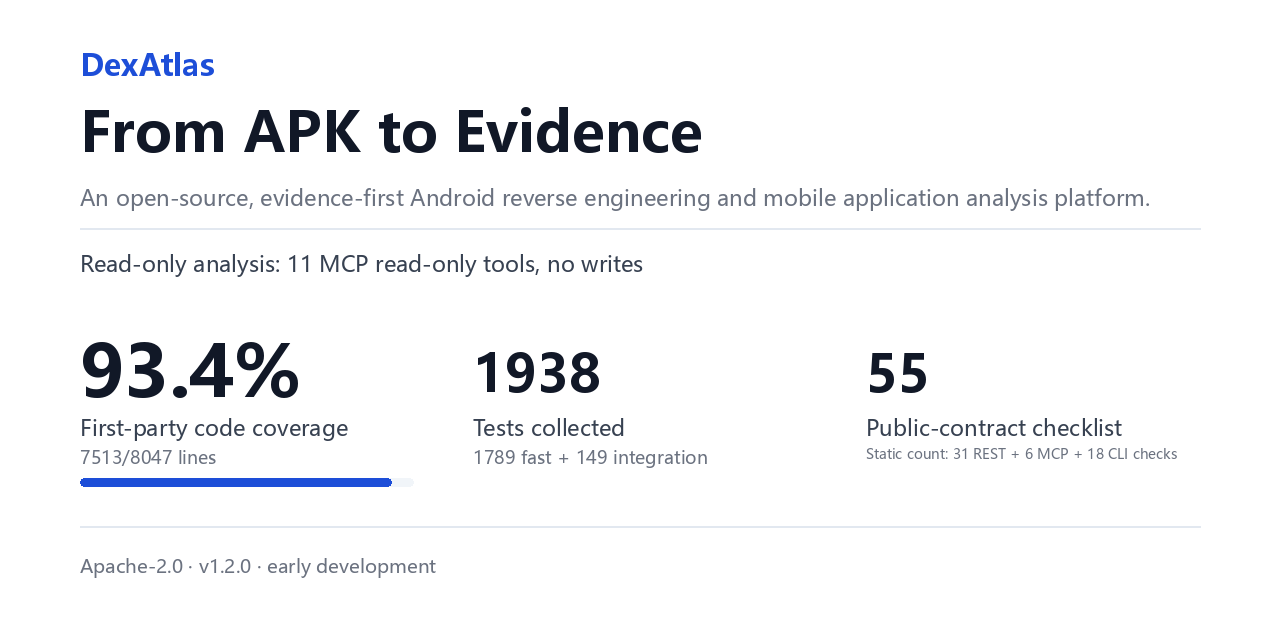 DexAtlas
From APK to Evidence
An open-source, evidence-first Android reverse engineering and mobile application analysis platform.
Read-only analysis: 11 MCP read-only tools, no writes
93.4%
First-party code coverage
7513/8047 lines
1938
Tests collected
1789 fast + 149 integration
55
Public-contract checklist
Static count: 31 REST + 6 MCP + 18 CLI checks
Apache-2.0 · v1.2.0 · early development